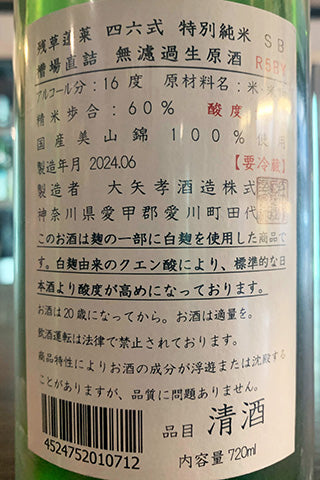 残草蓬莱 四六式 特別純米 SB
槽場直詰 無濾過生原酒 R5BY
アルコール分：16度 原材料名：米、米
精米歩合：60% 酸度
国産美山錦 100%使用
製造年月 2024.06 【要冷蔵】
製造者 大矢孝酒造株式
神奈川県愛甲郡愛川町田代
このお酒は麹の一部に白麹を使用した商品で
す。白麹由来のクエン酸により、標準的な日
本酒より酸度が高めになっております。
お酒は20歳になってから。お酒は適量を。
飲酒運転は法律で禁止されております。
商品特性によりお酒の成分が浮遊または沈殿する
ことがありますが、品質に問題ありません。
4524752010712
品目 清酒
内容量 720ml